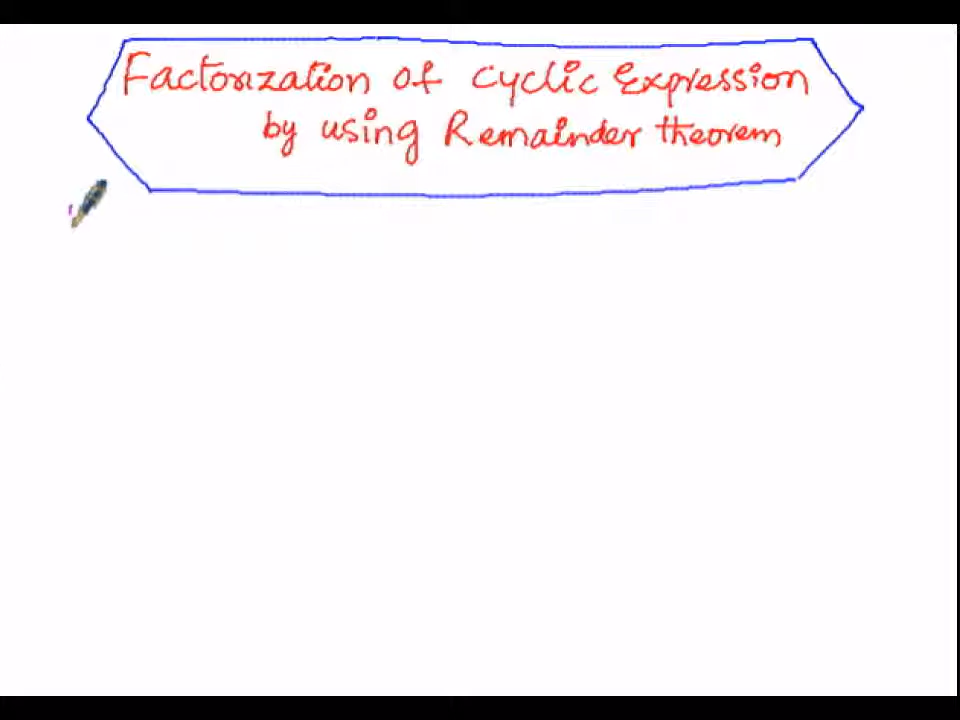 Factorization of cyclic Expression
by using Remainder theorem